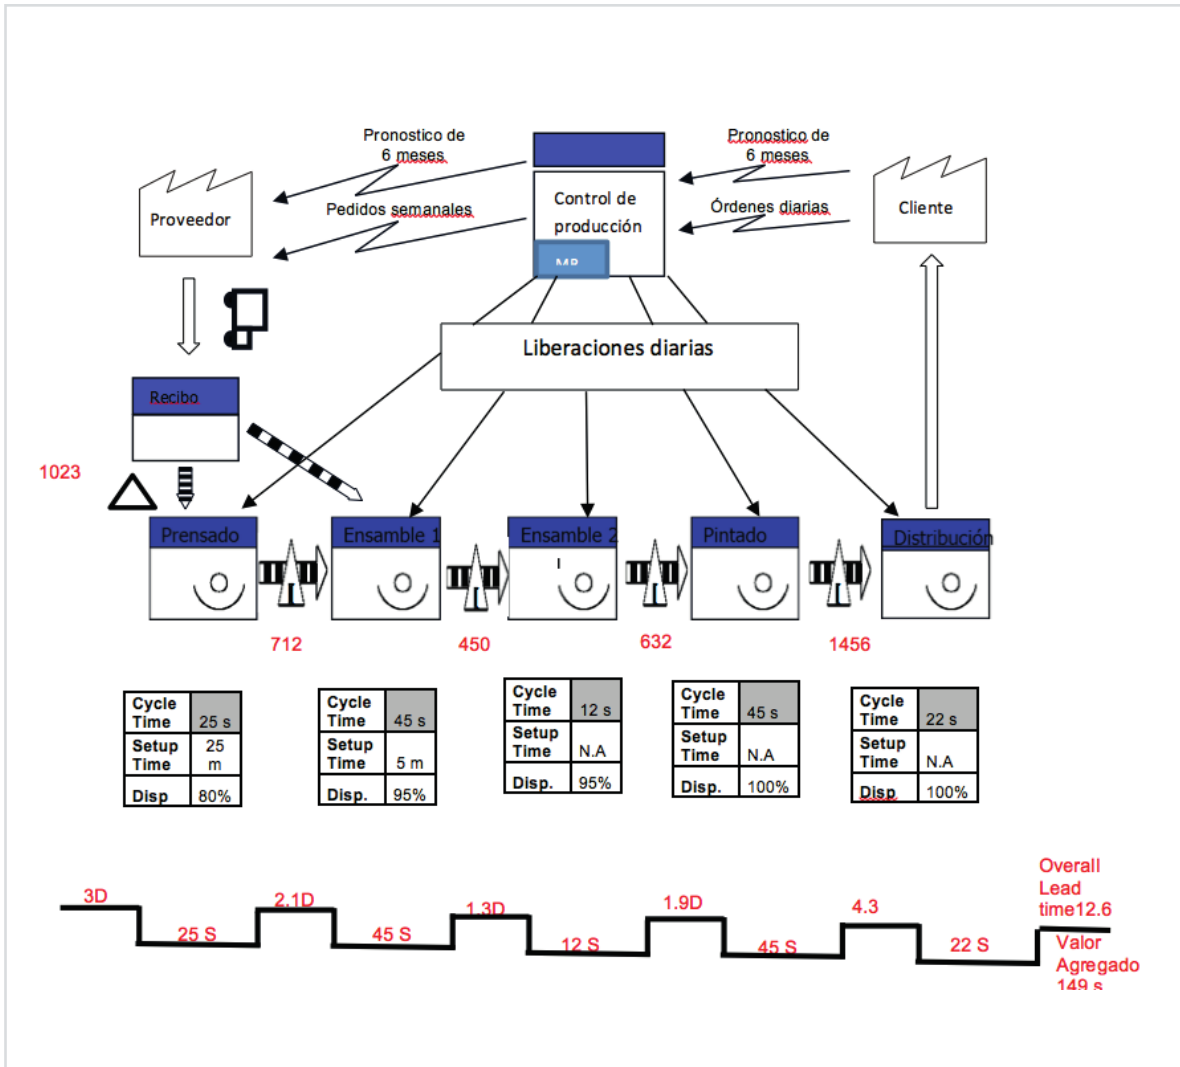 Pronostico de
6 meses
Pronostico de
6 meses
Proveedor
Pedidos semanales
Control de
producción
Órdenes diarias
Cliente
Liberaciones diarias
Recibo
1023
Prensado
Ensamble 1
Ensamble 2
Pintado
Distribución
712
450
632
1456
Cycle
Time
25 s
Setup
Time
25
m
Disp
80%
Cycle
Time
45 s
Setup
Time
5 m
Disp.
95%
Cycle
Time
12 s
Setup
Time
N.A
Disp.
95%
Cycle
Time
45 s
Setup
Time
N.A
Disp.
100%
Cycle
Time
22 s
Setup
Time
N.A
Disp
100%
3D
25 S
2.1D
45 S
1.3D
12 S
1.9D
45 S
4.3
22 S
Overall
Lead
time12.6
Valor
Agregado
149 s